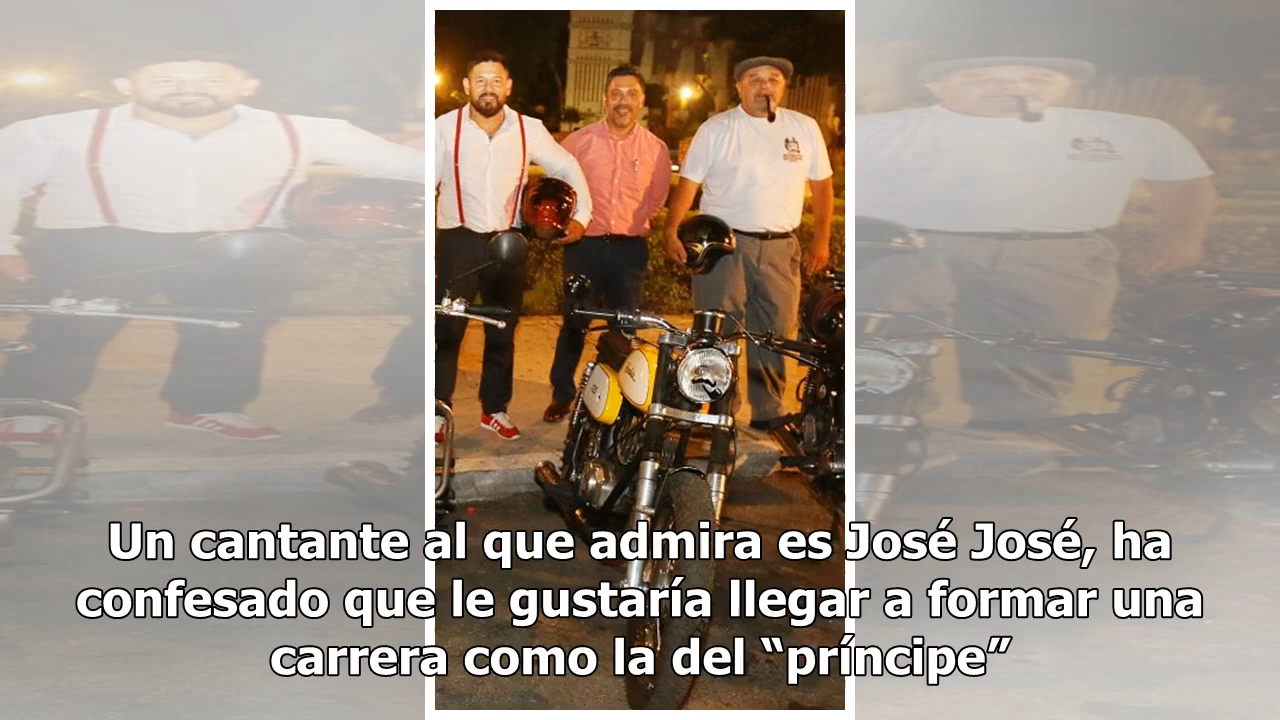 Un cantante al que admira es José José, ha
confesado que le gustaría llegar a formar una
carrera como la del “príncipe”